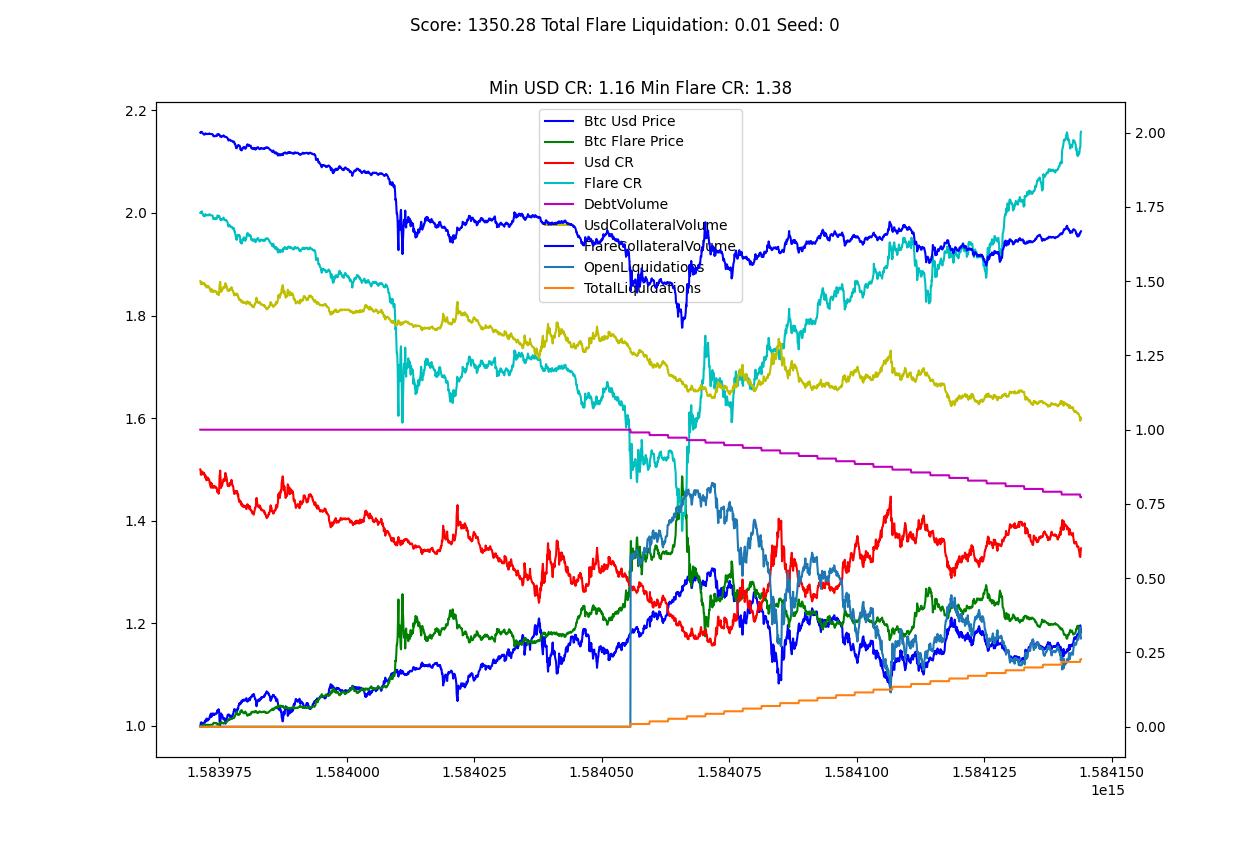 Score: 1350.28 Total Flare Liquidation: 0.01 Seed: 0
Min USD CR: 1.16 Min Flare CR: 1.38
2.2
2.0
1.8
1.6
1.4
1.2
1.0
Btc Usd Price
Btc Flare Price
Usd CR
Flare CR
DebtVolume
UsdCollateralVolume
FlareCollateralVolume
OpenLiquidations
TotalLiquidations
2.00
1.75
1.50
1.25
1.00
0.75
0.50
0.25
0.00
1.583975 1.584000 1.584025 1.584050 1.584075 1.584100 1.584125 1.584150
1e15